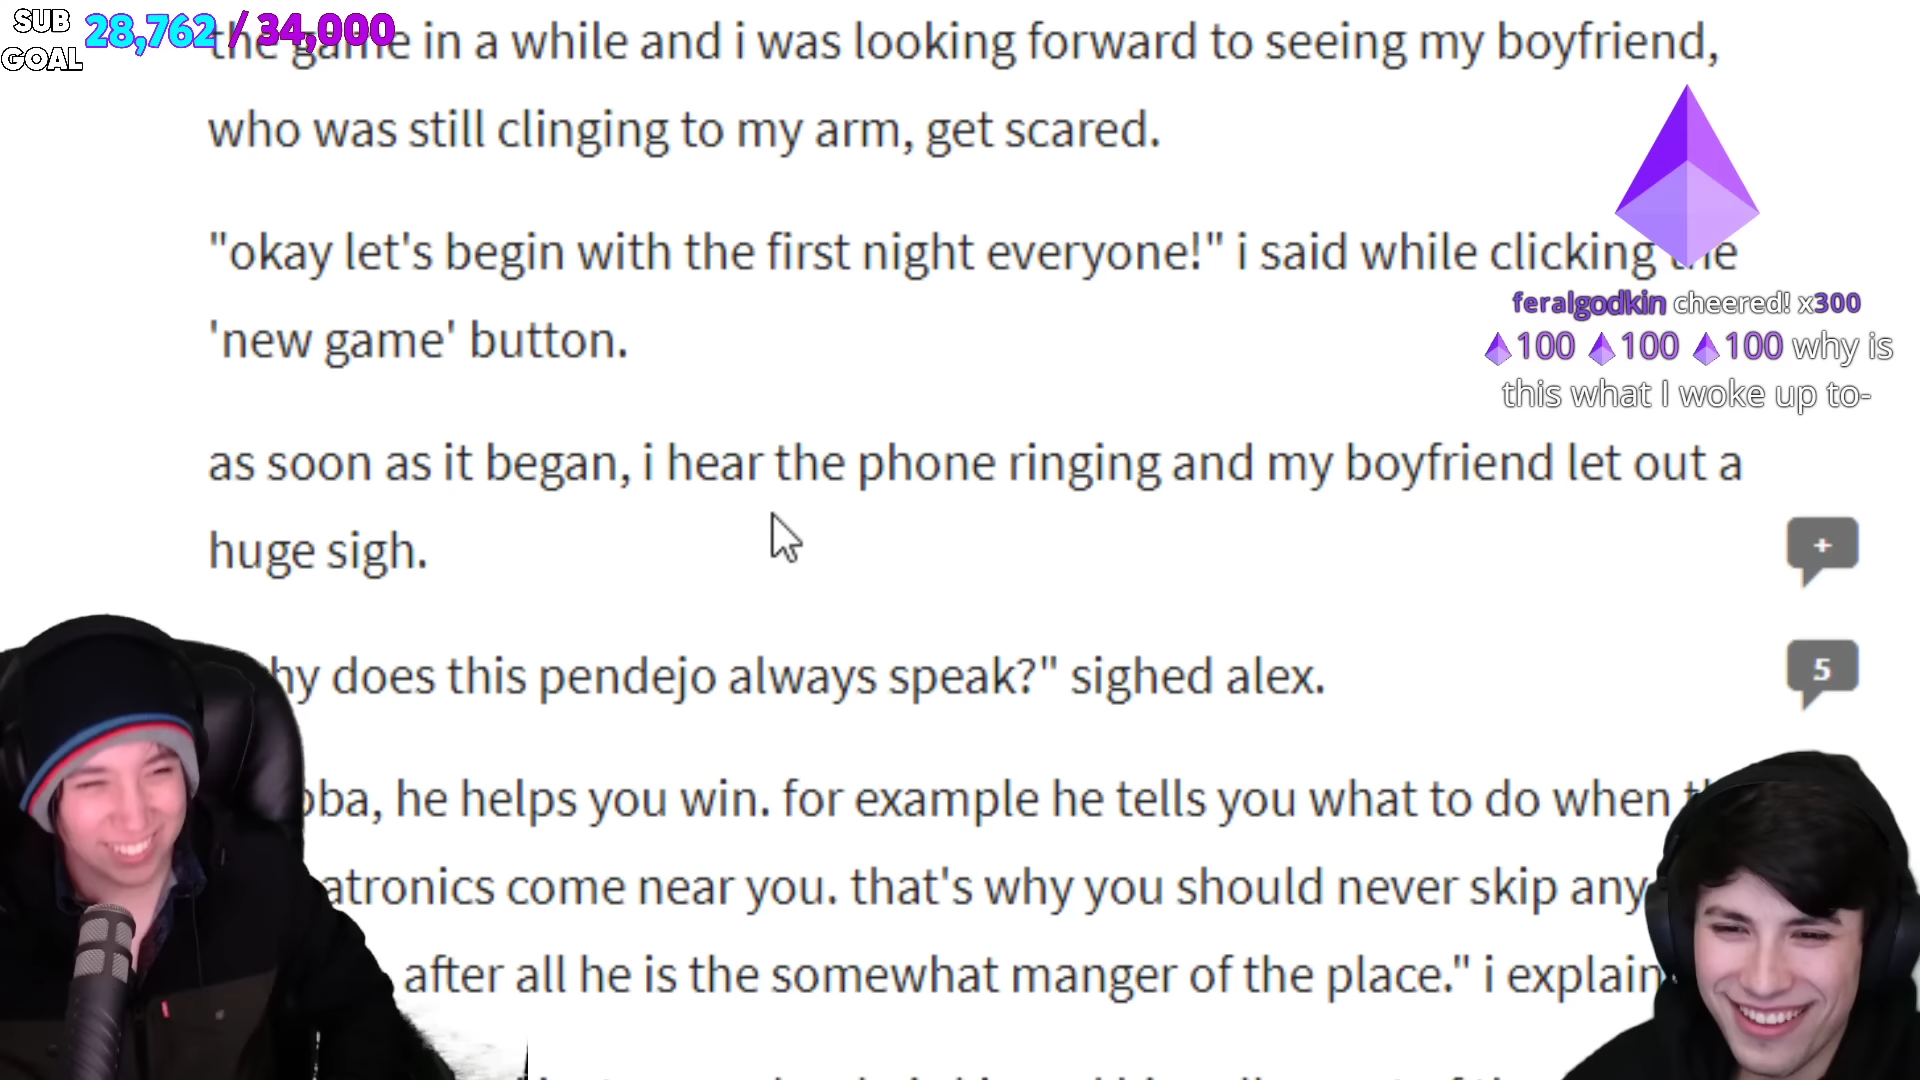 SUB GOAL 28,762 / 34,000
the game in a while and i was looking forward to seeing my boyfriend,
who was still clinging to my arm, get scared.
"okay let's begin with the first night everyone!" i said while clicking the
'new game' button.
feralgodkin cheered! x300
100 100 100 why is
this what I woke up to-
as soon as it began, i hear the phone ringing and my boyfriend let out a
huge sigh.
+
does this pendejo always speak?" sighed alex.
5
he helps you win. for example he tells you what to do when
come near you. that's why you should never skip any
after all he is the somewhat manger of the place." i explain